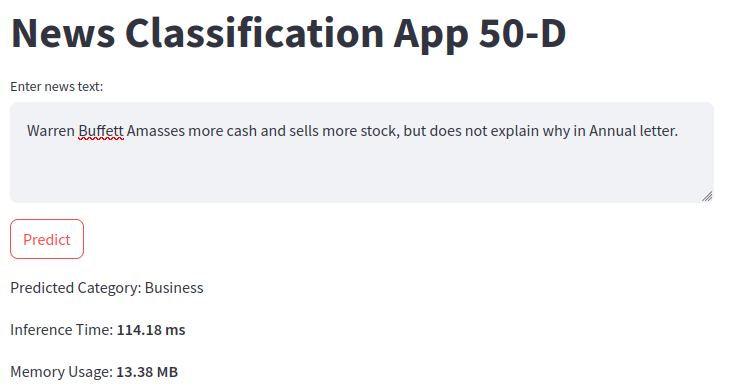 News Classification App 50-D
Enter news text:
Warren Buffett Amasses more cash and sells more stock, but does not explain why in Annual letter.
Predict
Predicted Category: Business
Inference Time: 114.18 ms
Memory Usage: 13.38 MB